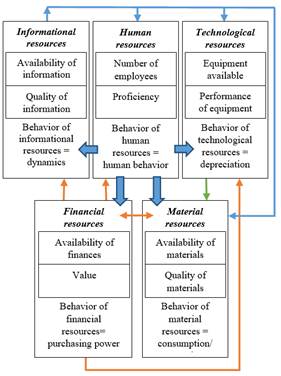 Informational
resources
Availability of
information
Quality of
information
Behavior of
informational
resources =
dynamics
Human
resources
Number of
employees
Proficiency
Behavior of
human
resources =
human behavior
Technological
resources
Equipment
available
Performance
of equipment
Behavior of
technological
resources =
depreciation
Financial
resources
Availability of
finances
Value
Behavior of
financial
resources=
purchasing power
Material
resources
Availability of
materials
Quality of
materials
Behavior of
material
resources =
consumption/